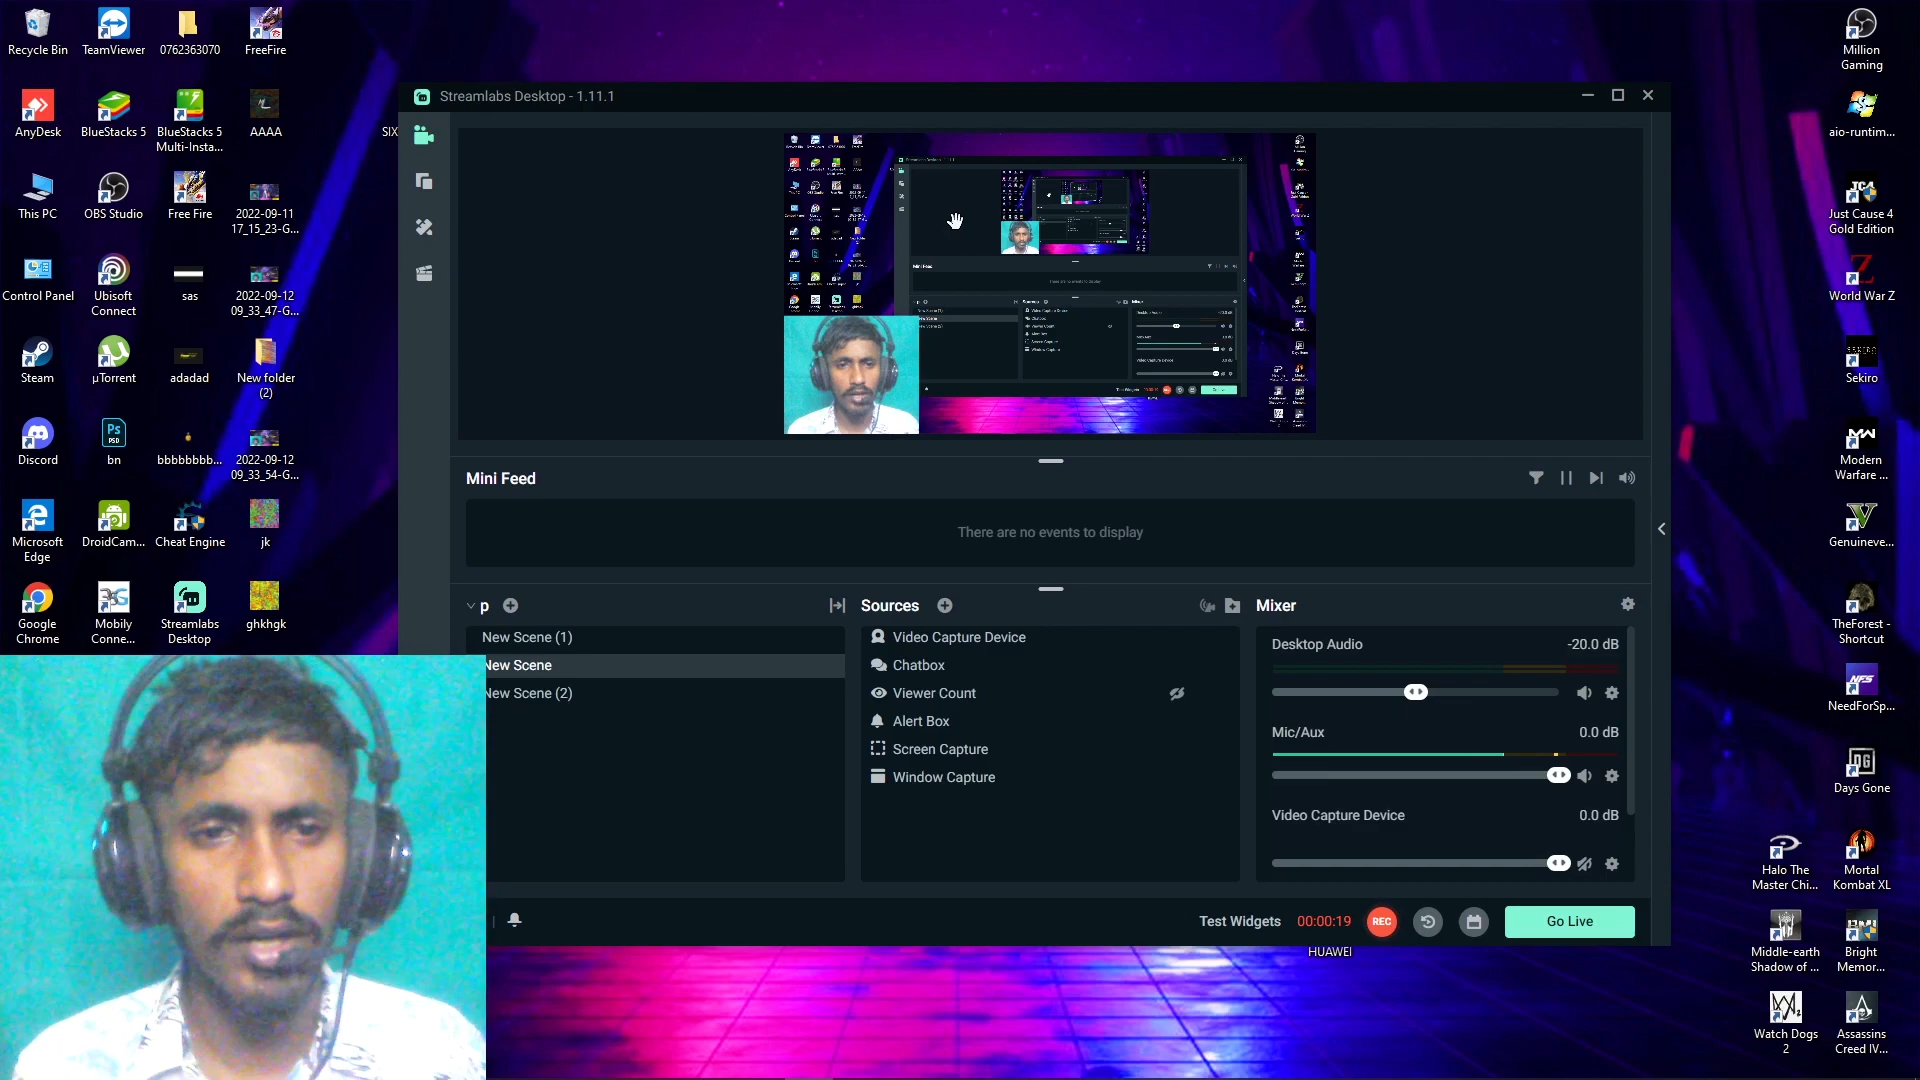 Recycle Bin
TeamViewer
0762363070
FreeFire
AnyDesk
BlueStacks 5
BlueStacks 5
Multi-Insta...
AAAA
SIX
This PC
OBS Studio
Free Fire
2022-09-11
17_15_23-G...
Control Panel
Ubisoft
Connect
sas
2022-09-12
09_33_47-G...
Steam
µTorrent
adadad
New folder
(2)
Discord
bn
bbbbbbbb...
2022-09-12
09_33_54-G...
Microsoft
Edge
DroidCam...
Cheat Engine
jk
Google
Chrome
Mobily
Conne...
Streamlabs
Desktop
ghkhgk
Streamlabs Desktop - 1.11.1
Mini Feed
There are no events to display
p
New Scene (1)
New Scene
New Scene (2)
Sources
Video Capture Device
Chatbox
Viewer Count
Alert Box
Screen Capture
Window Capture
Mixer
Desktop Audio
-20.0 dB
Mic/Aux
0.0 dB
Video Capture Device
0.0 dB
Test Widgets
00:00:19
REC
Go Live
HUAWEI
Million
Gaming
aio-runtim...
Just Cause 4
Gold Edition
World War Z
Sekiro
Modern
Warfare ...
Genuineve...
TheForest -
Shortcut
NeedForSp...
Days Gone
Halo The
Master Chi...
Mortal
Kombat XL
Middle-earth
Shadow of ...
Bright
Memor...
Watch Dogs
2
Assassins
Creed IV...